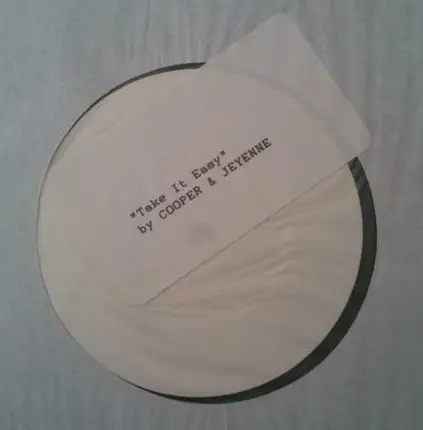 "Take It Easy"
by COOPER & JEYENNE